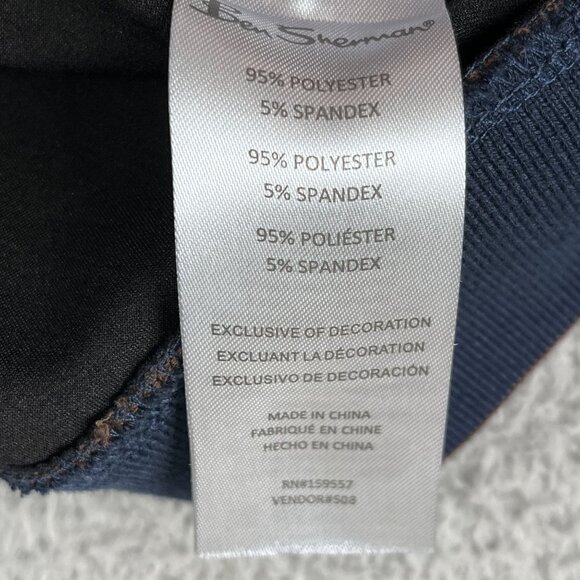 Ben Sherman®
95% POLYESTER
5% SPANDEX
95% POLYESTER
5% SPANDEX
95% POLIÉSTER
5% SPANDEX
EXCLUSIVE OF DECORATION
EXCLUANT LA DÉCORATION
EXCLUSIVO DE DECORACIÓN
MADE IN CHINA
FABRIQUÉ EN CHINE
HECHO EN CHINA
RN#159557
VENDOR#508